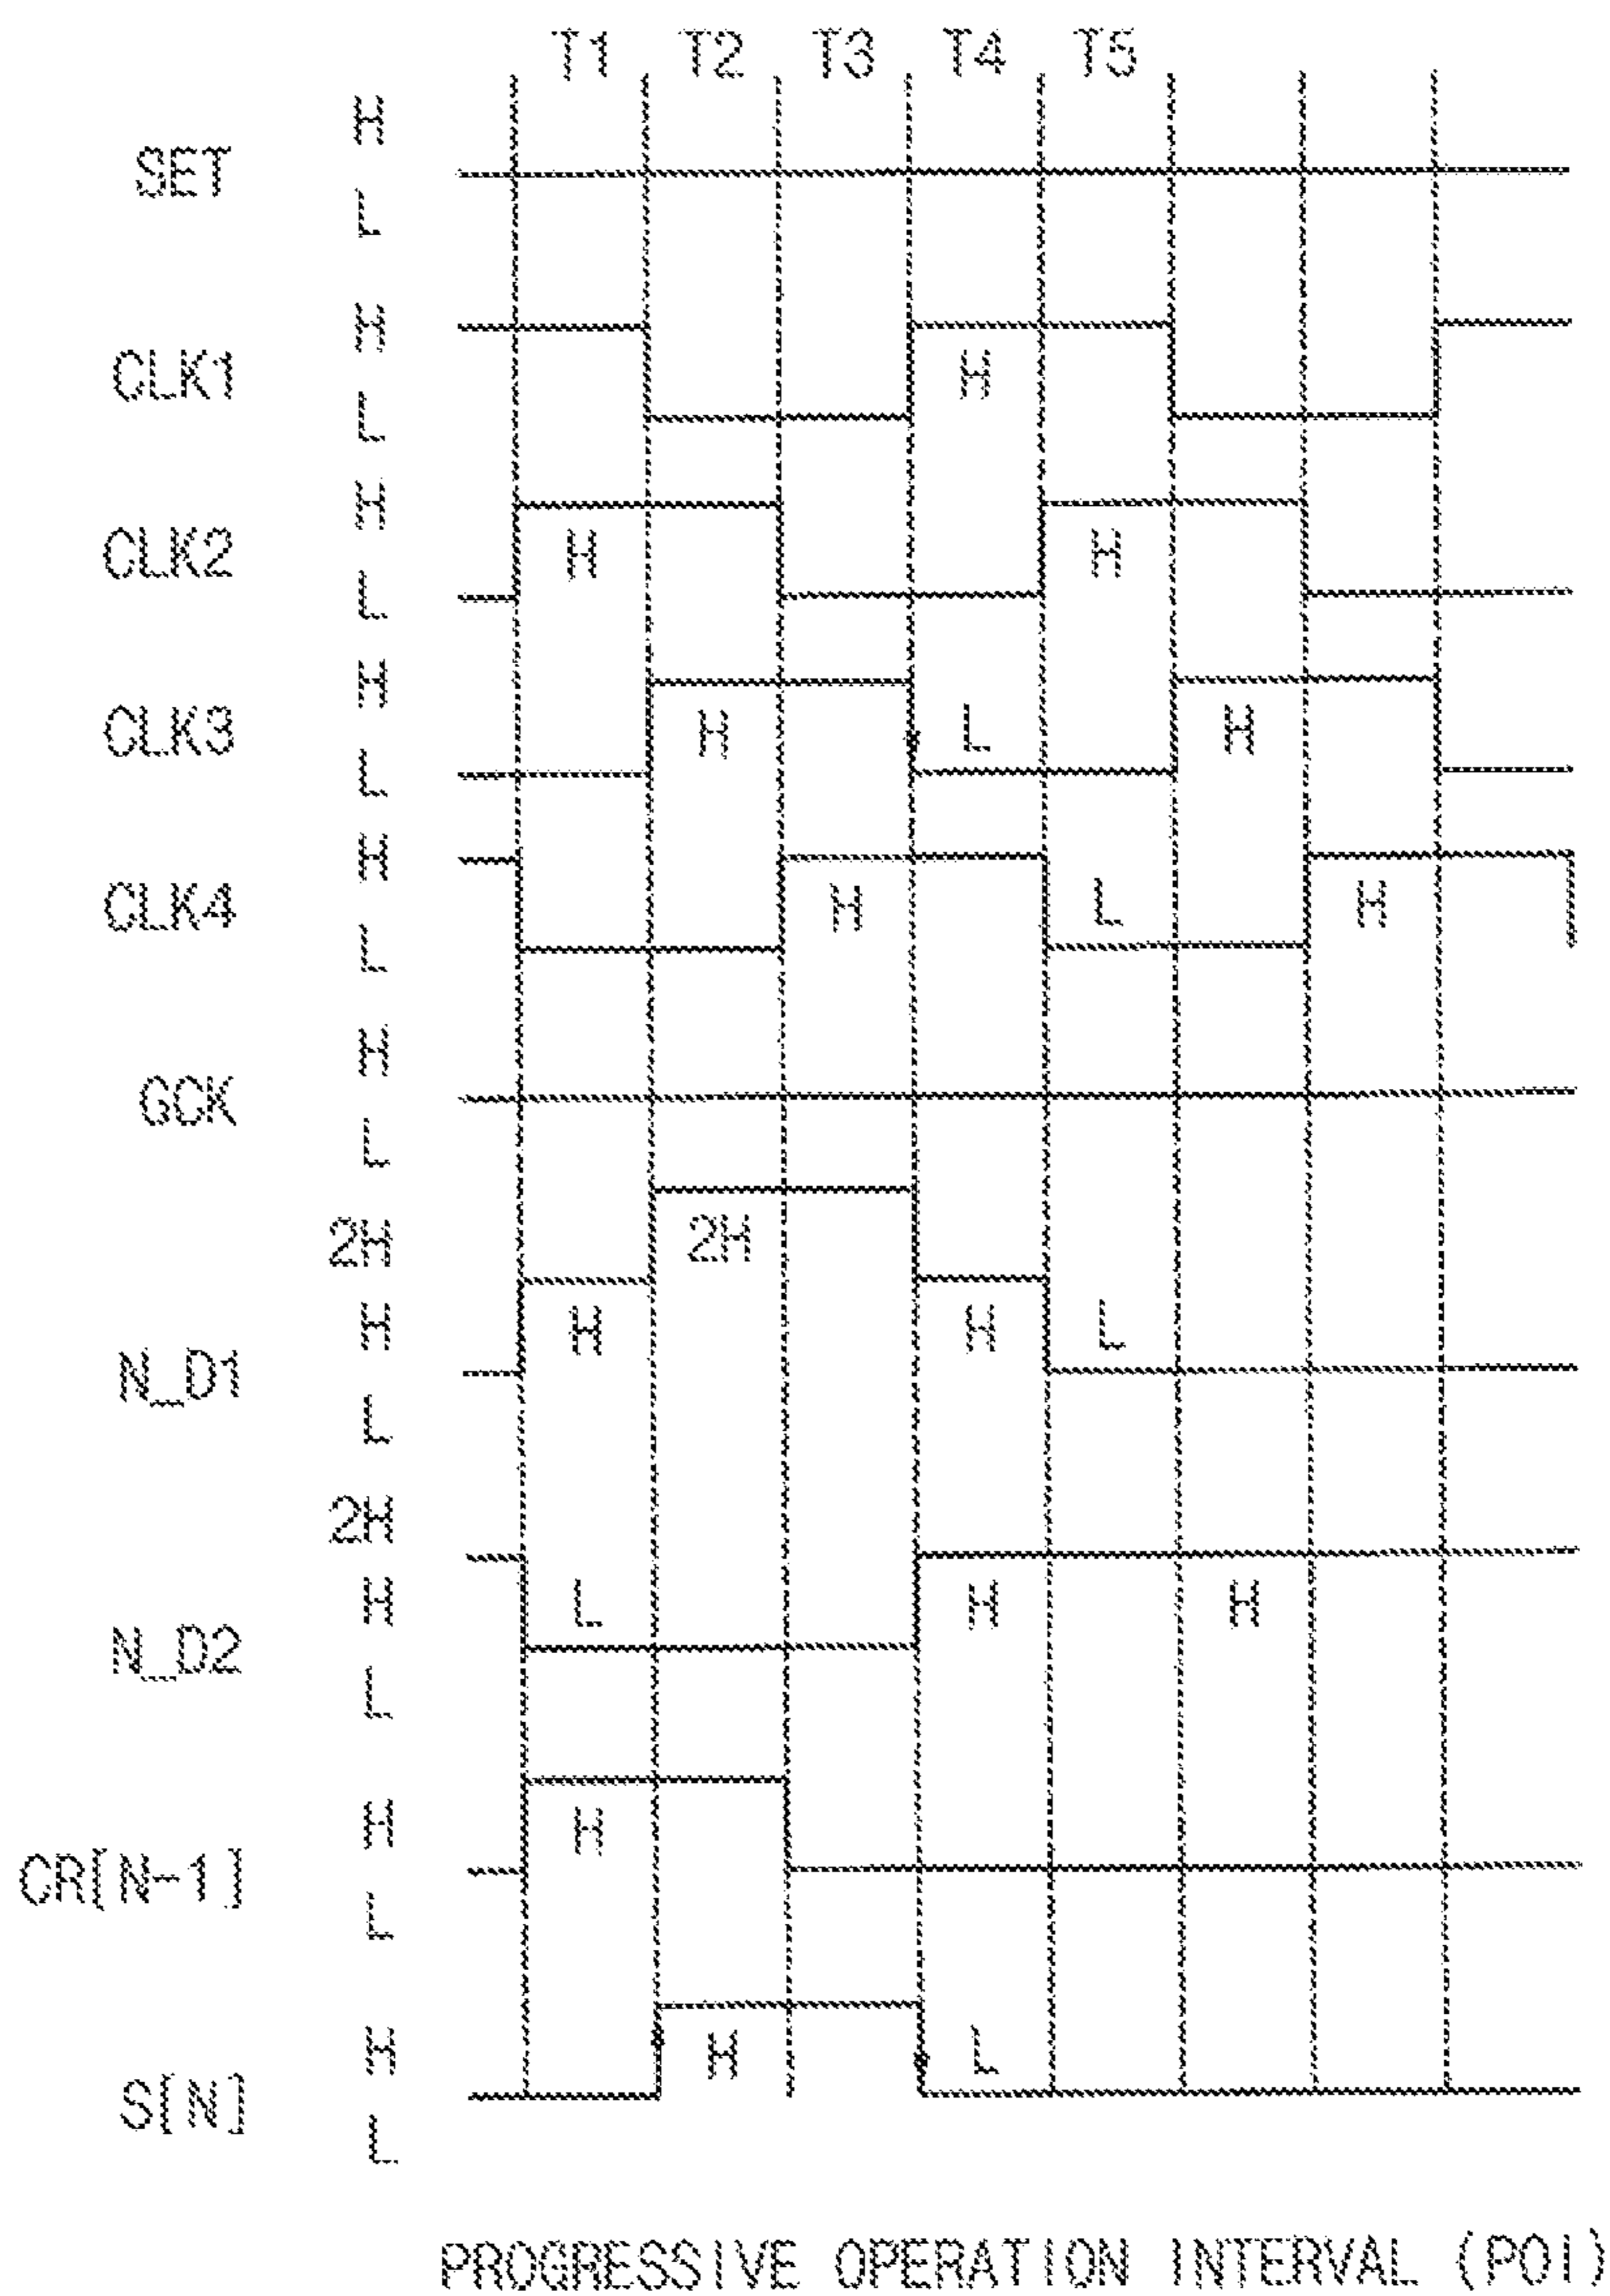 T1 T2 T3 T4 T5
H
SET
L
H
CLK1 H
L
H
CLK2 H H
L
H
CLK3 H L H
L
H
CLK4 H L H
L
H
GCK
L
2H 2H
H H H L
N_D1
L
2H
H L H H
N_D2
L
H H
CR[N-1]
L
H H L
S[N]
L
PROGRESSIVE OPERATION INTERVAL (POI)